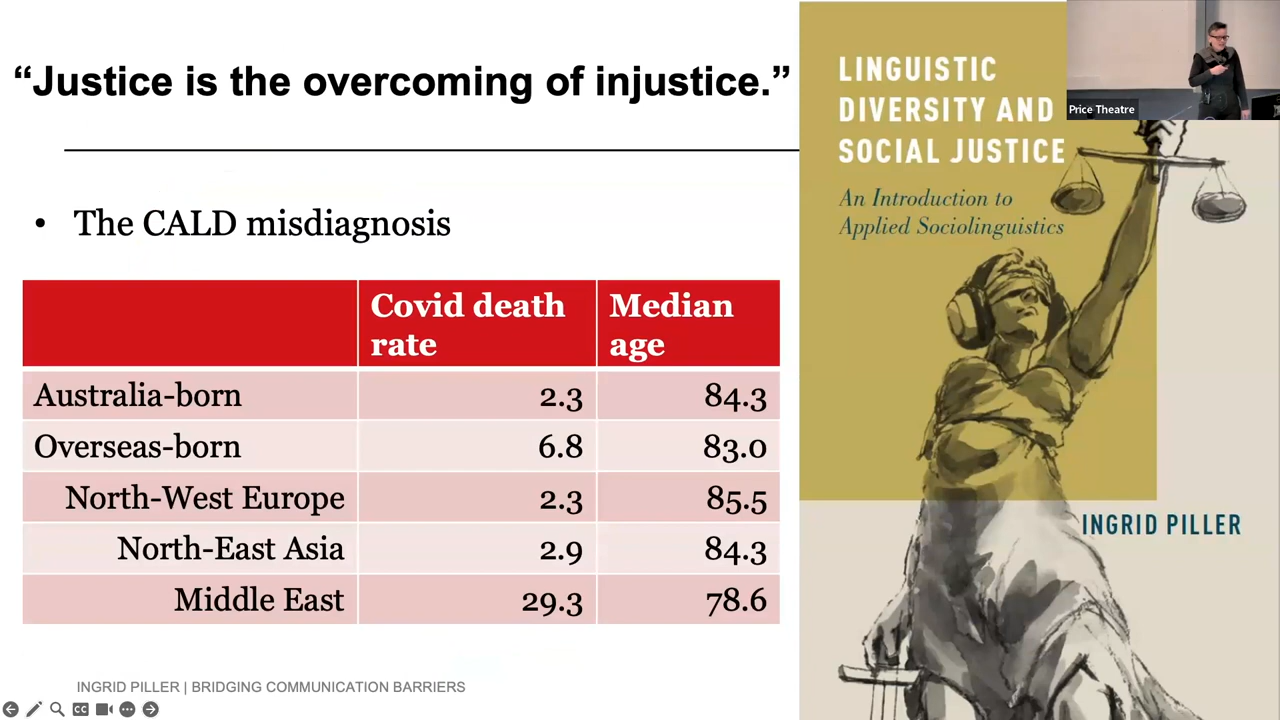 “Justice is the overcoming of injustice.”
• The CALD misdiagnosis
Covid death rate
Median age
Australia-born 2.3 84.3
Overseas-born 6.8 83.0
North-West Europe 2.3 85.5
North-East Asia 2.9 84.3
Middle East 29.3 78.6
INGRID PILLER | BRIDGING COMMUNICATION BARRIERS
CC
LINGUISTIC
DIVERSITY AND
SOCIAL JUSTICE
An Introduction to
Applied Sociolinguistics
INGRID PILLER
Price Theatre